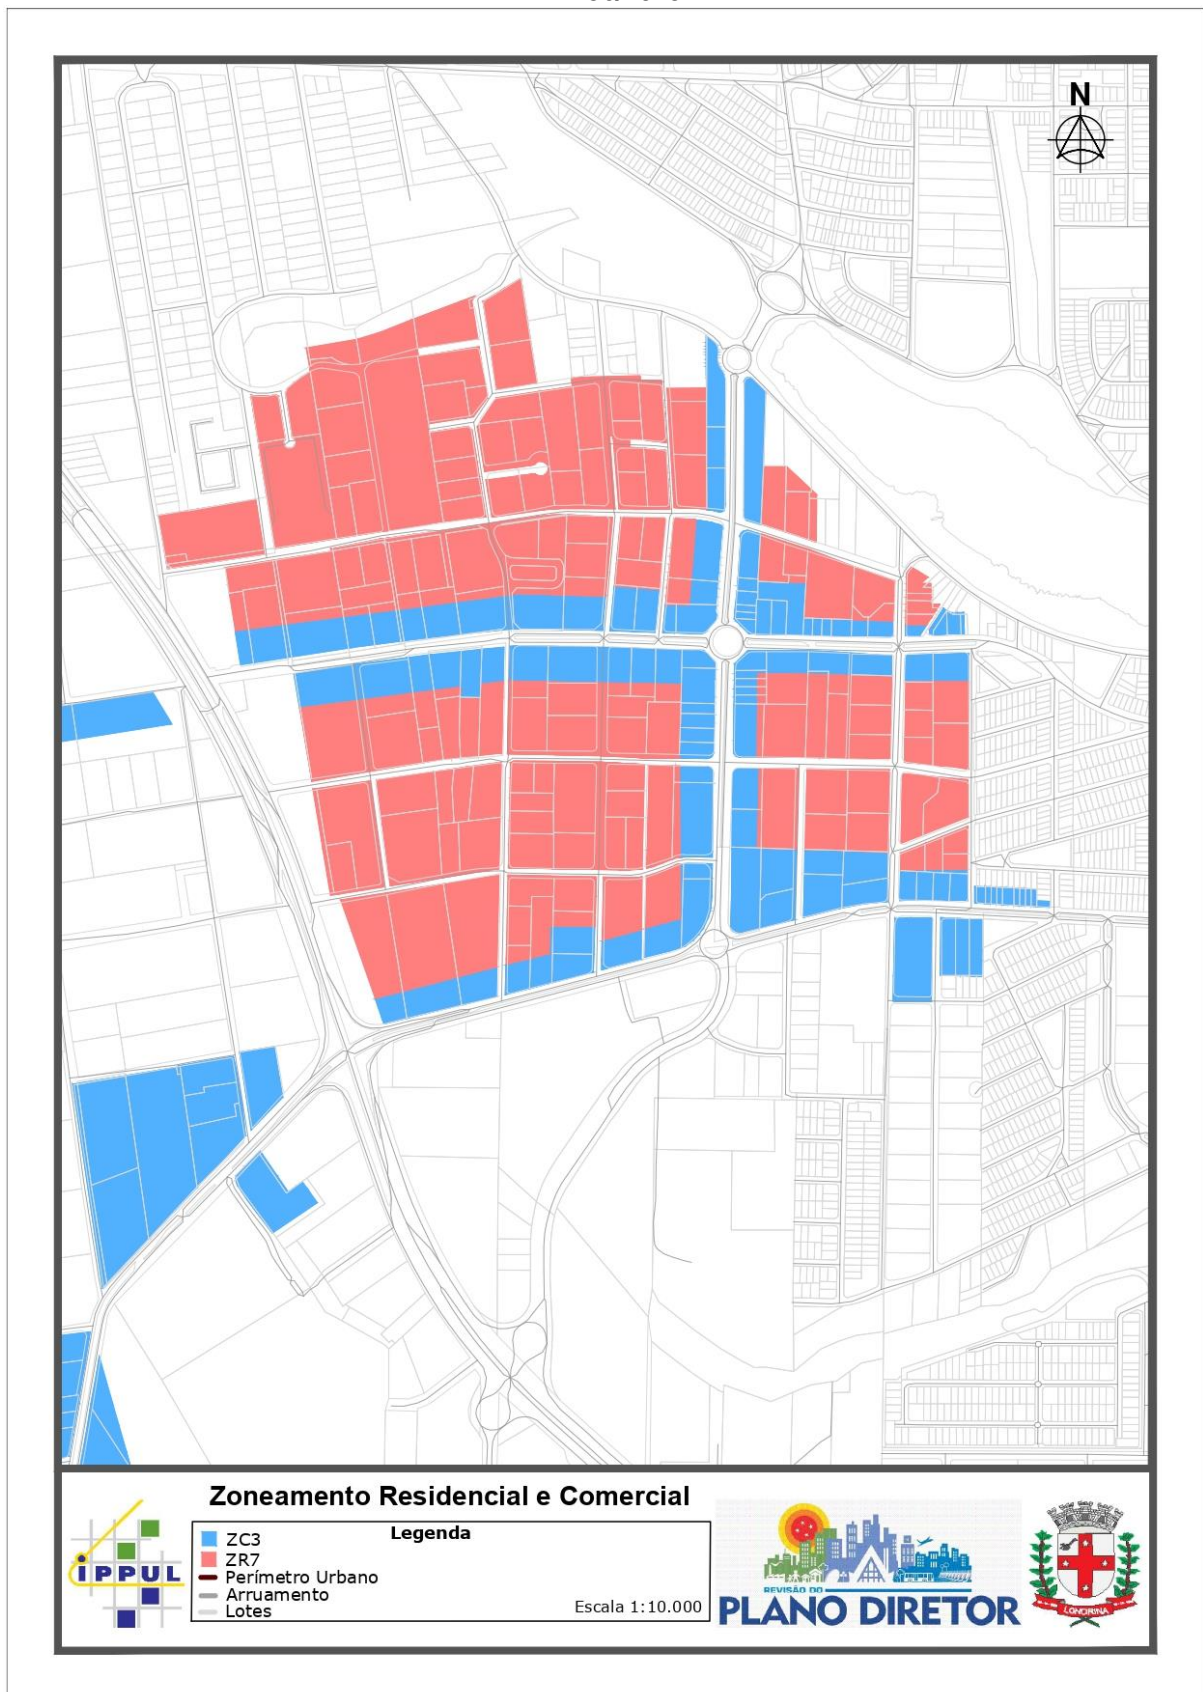 N
Zoneamento Residencial e Comercial
IPPUL
Legenda
ZC3
ZR7
Perímetro Urbano
Arruamento
Lotes
Escala 1:10.000
REVISÃO DO
PLANO DIRETOR
LONDRINA